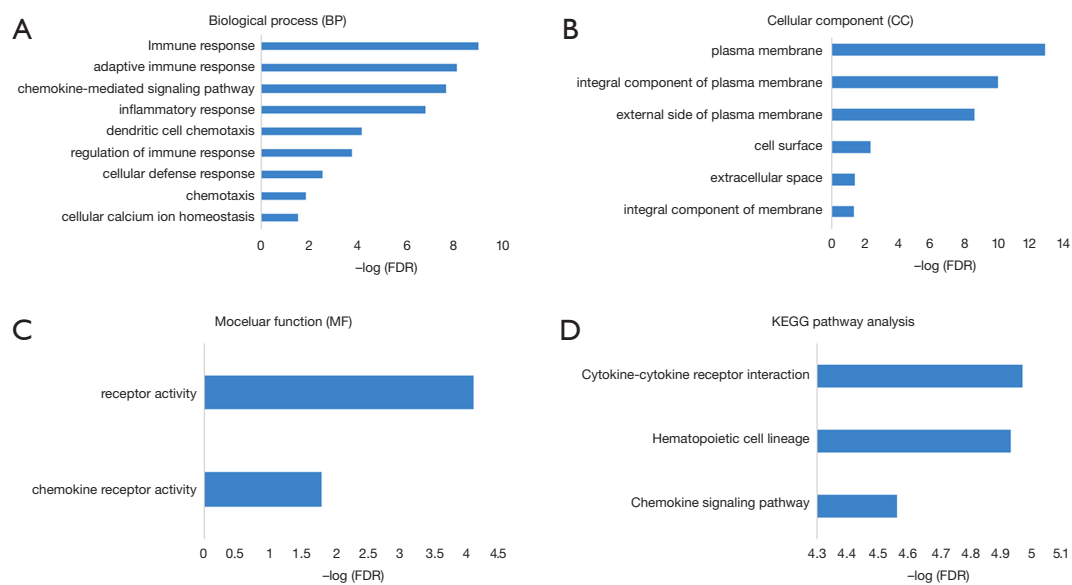 A
Biological process (BP)
Immune response
adaptive immune response
chemokine-mediated signaling pathway
inflammatory response
dendritic cell chemotaxis
regulation of immune response
cellular defense response
chemotaxis
cellular calcium ion homeostasis
0 2 4 6 8 10
–log (FDR)
B
Cellular component (CC)
plasma membrane
integral component of plasma membrane
external side of plasma membrane
cell surface
extracellular space
integral component of membrane
0 2 4 6 8 10 12 14
–log (FDR)
C
Moceluar function (MF)
receptor activity
chemokine receptor activity
0 0.5 1 1.5 2 2.5 3 3.5 4 4.5
–log (FDR)
D
KEGG pathway analysis
Cytokine-cytokine receptor interaction
Hematopoietic cell lineage
Chemokine signaling pathway
4.3 4.4 4.5 4.6 4.7 4.8 4.9 5 5.1
–log (FDR)